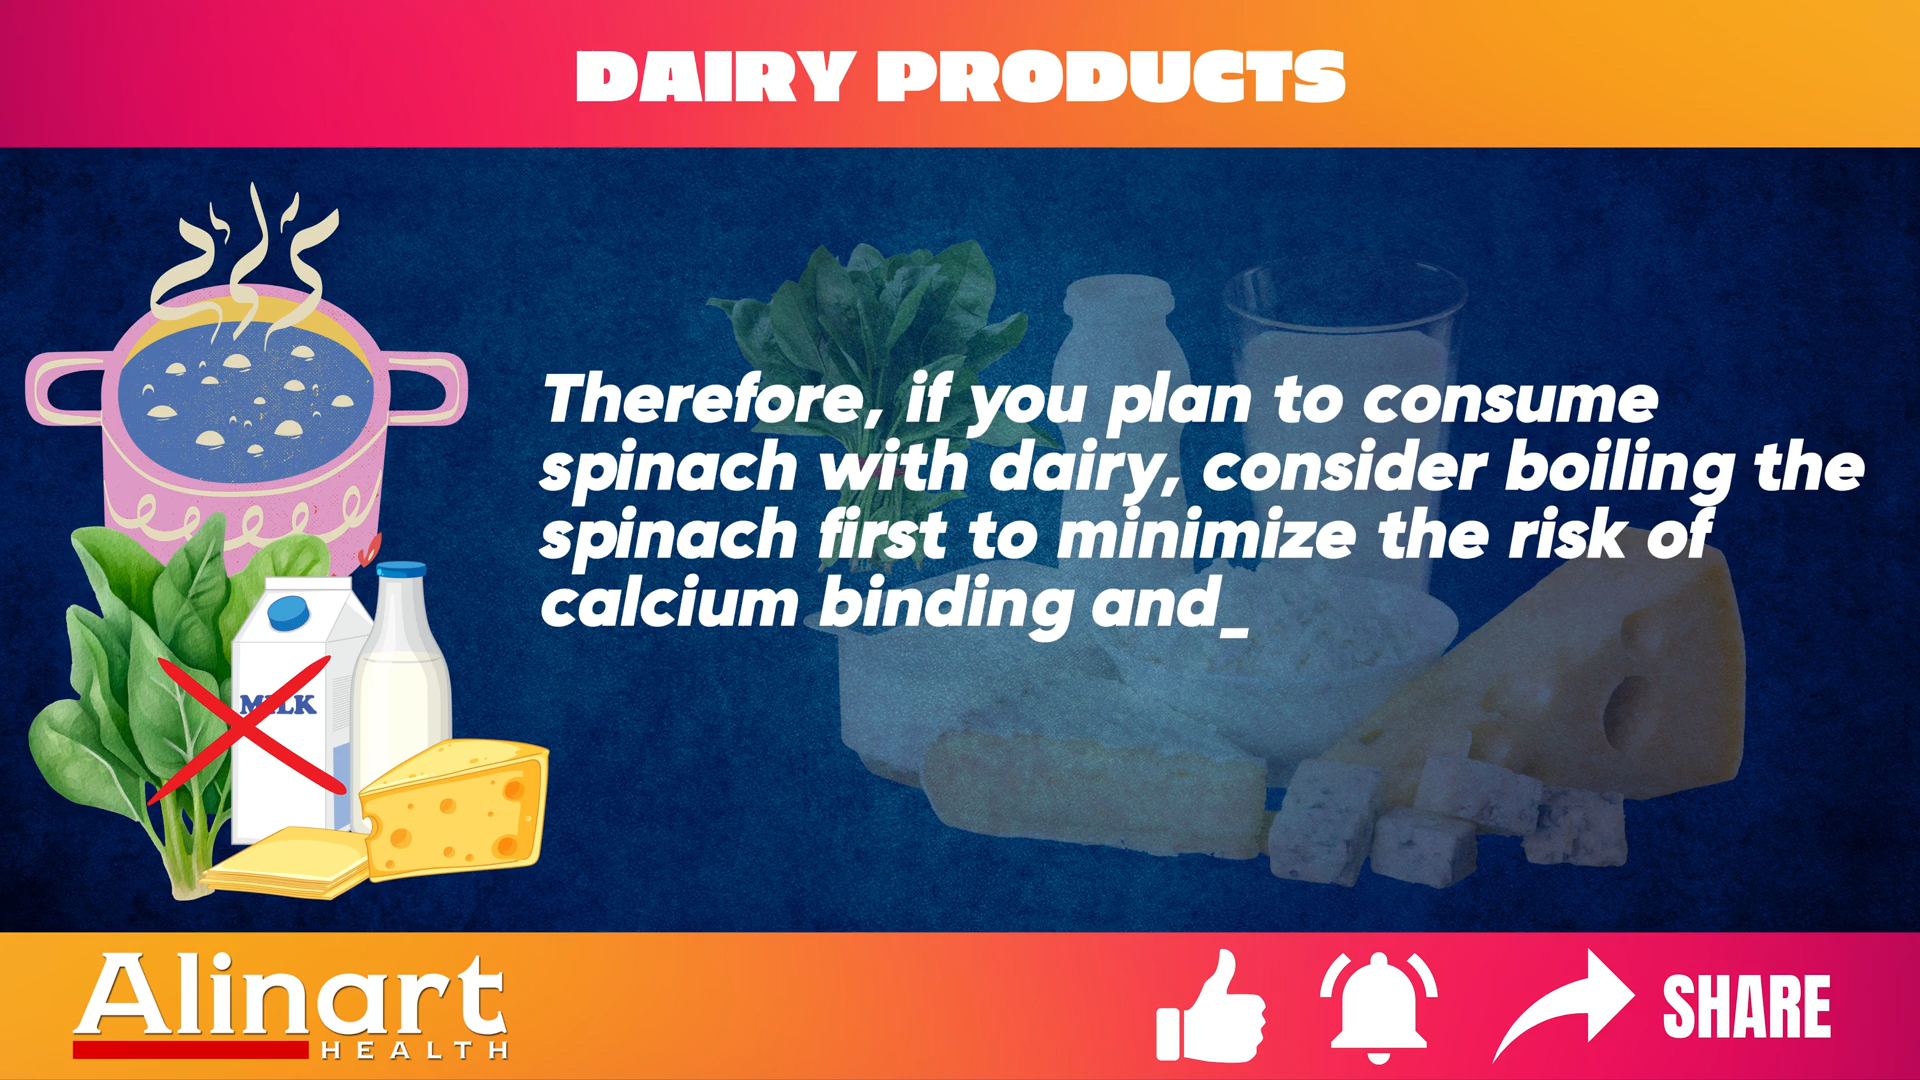 DAIRY PRODUCTS
Therefore, if you plan to consume
spinach with dairy, consider boiling the
spinach first to minimize the risk of
calcium binding and_
MILK
Alinart
HEALTH
SHARE